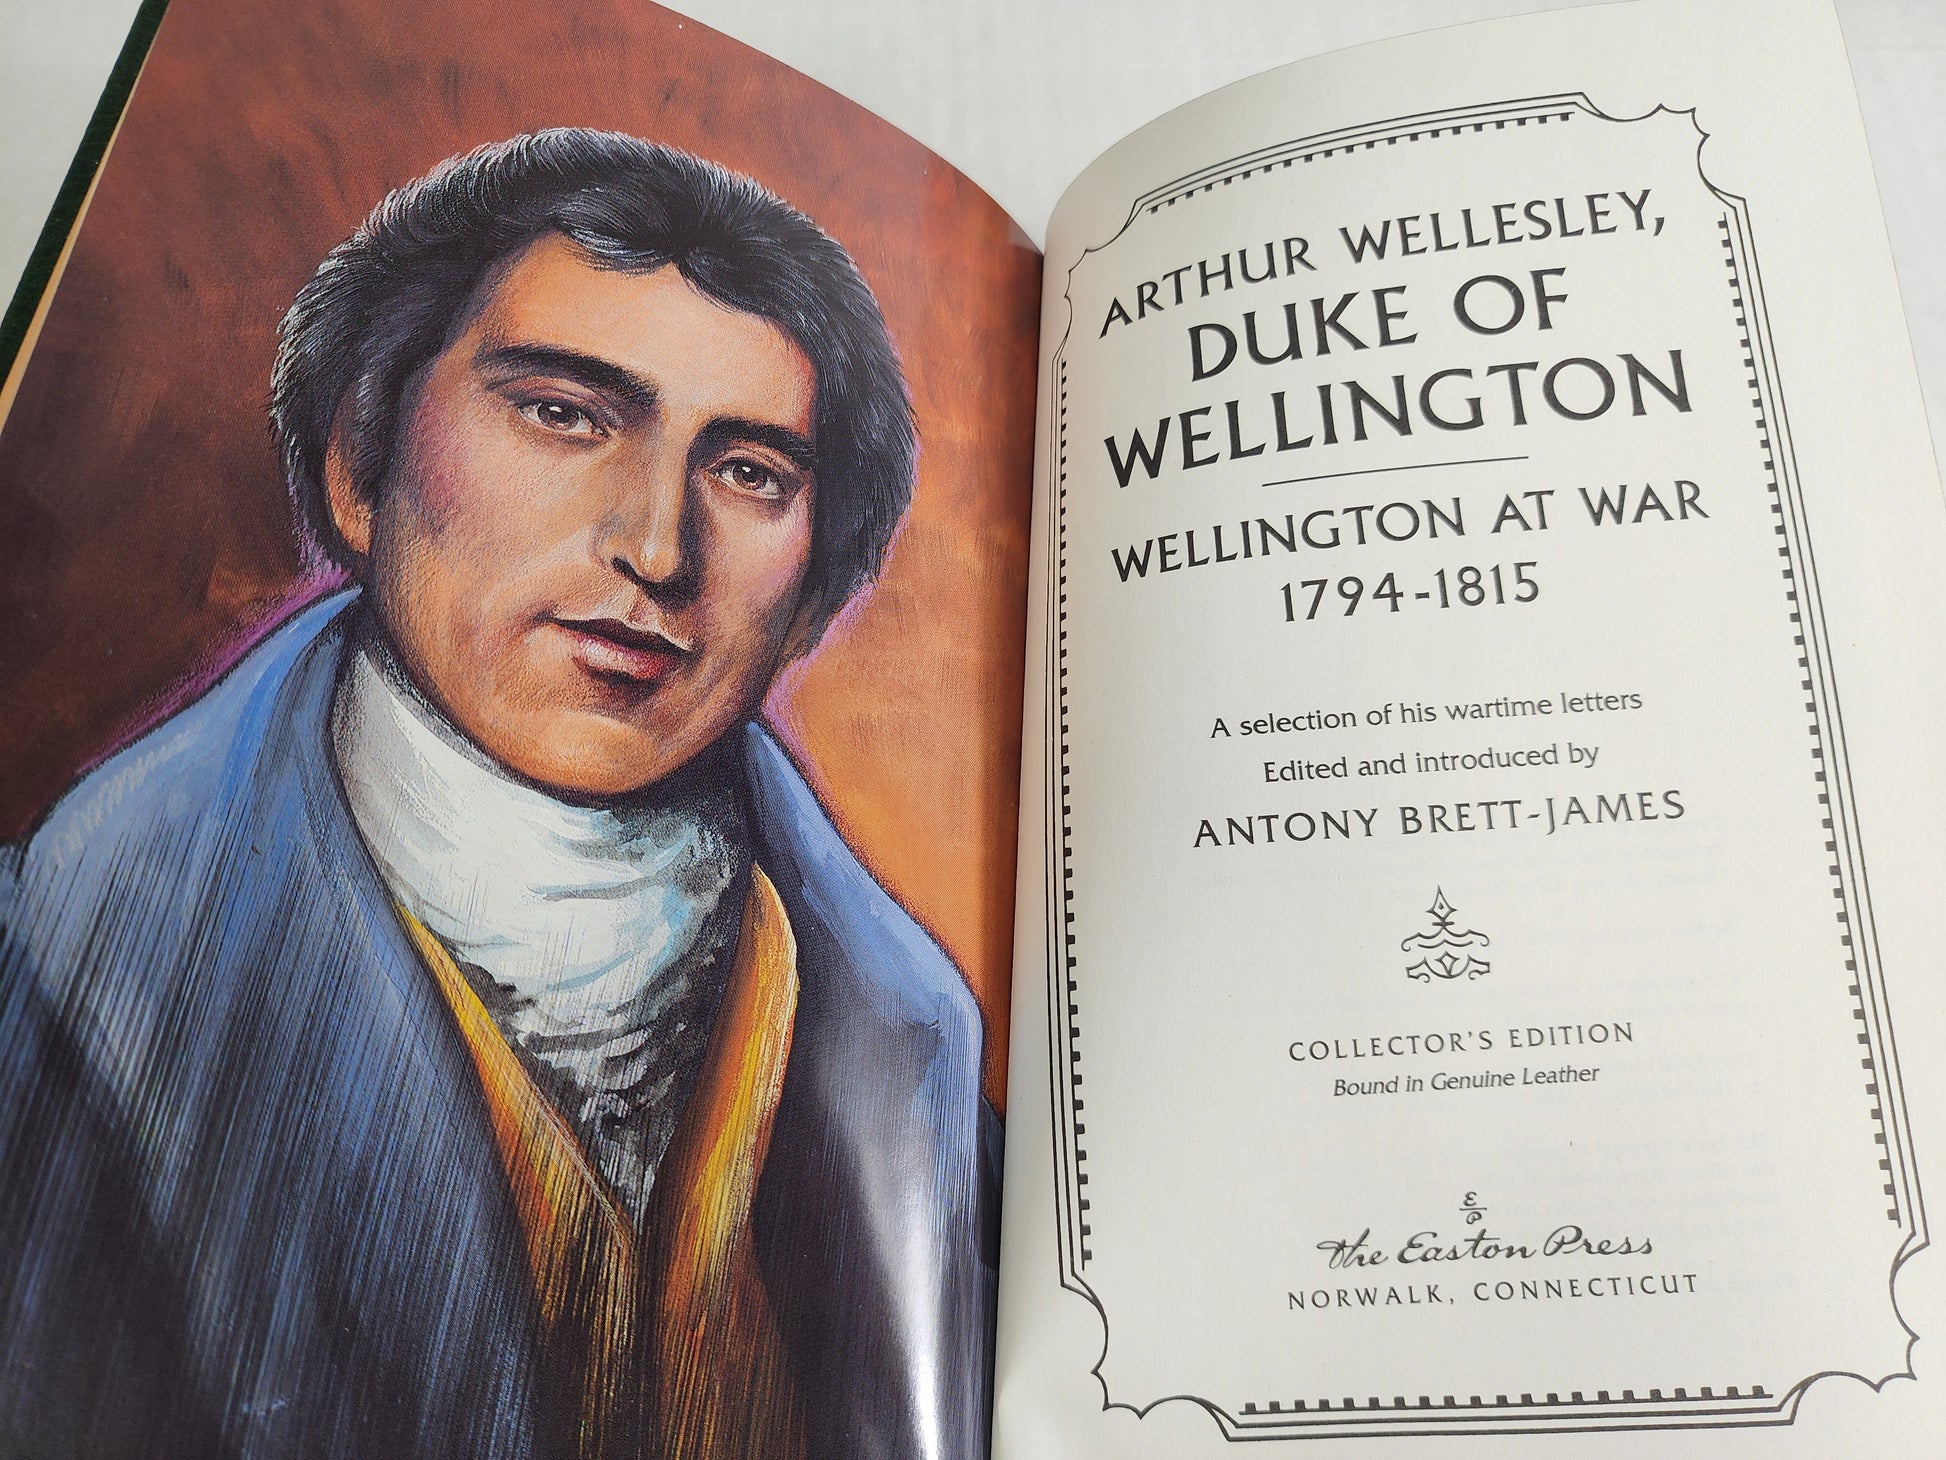 ARTHUR WELLESLEY,
DUKE OF
WELLINGTON
WELLINGTON AT WAR
1794-1815
A selection of his wartime letters
Edited and introduced by
ANTONY BRETT-JAMES
COLLECTOR'S EDITION
Bound in Genuine Leather
The Easton Press
NORWALK, CONNECTICUT